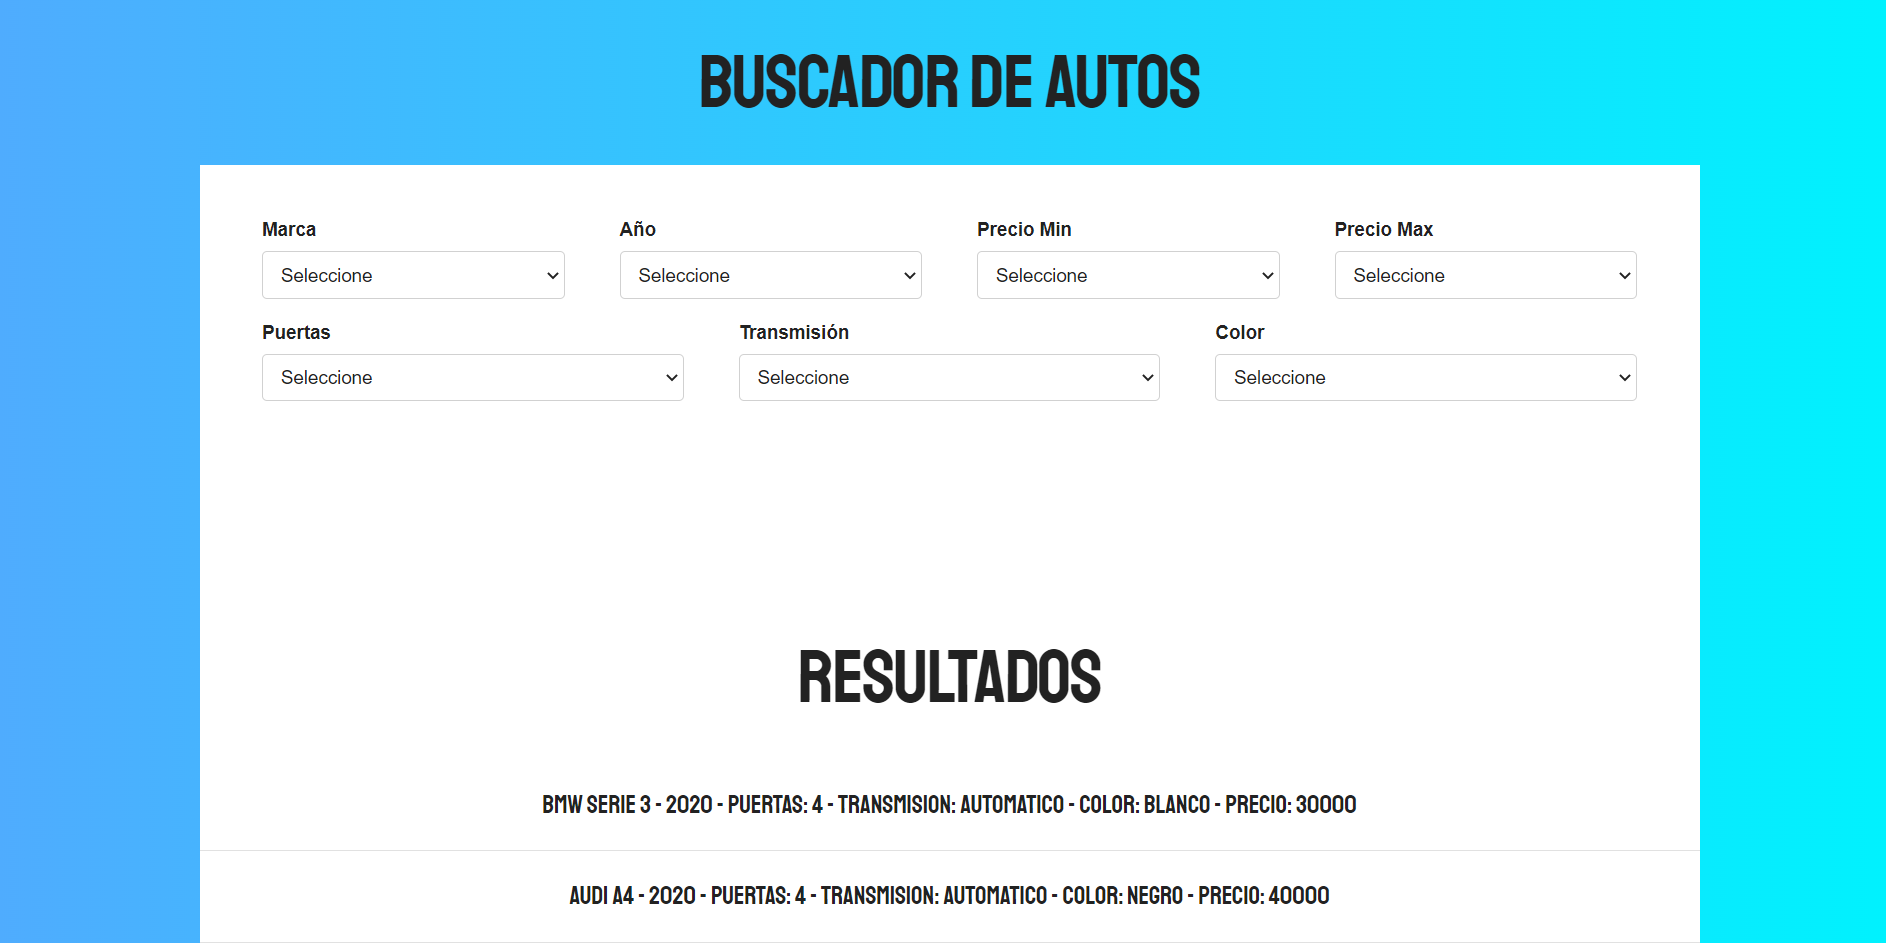 BUSCADOR DE AUTOS
Marca Año Precio Min Precio Max
Seleccione Seleccione Seleccione Seleccione
Puertas Transmisión Color
Seleccione Seleccione Seleccione
RESULTADOS
BMW SERIE 3 - 2020 - PUERTAS: 4 - TRANSMISION: AUTOMATICO - COLOR: BLANCO - PRECIO: 30000
AUDI A4 - 2020 - PUERTAS: 4 - TRANSMISION: AUTOMATICO - COLOR: NEGRO - PRECIO: 40000